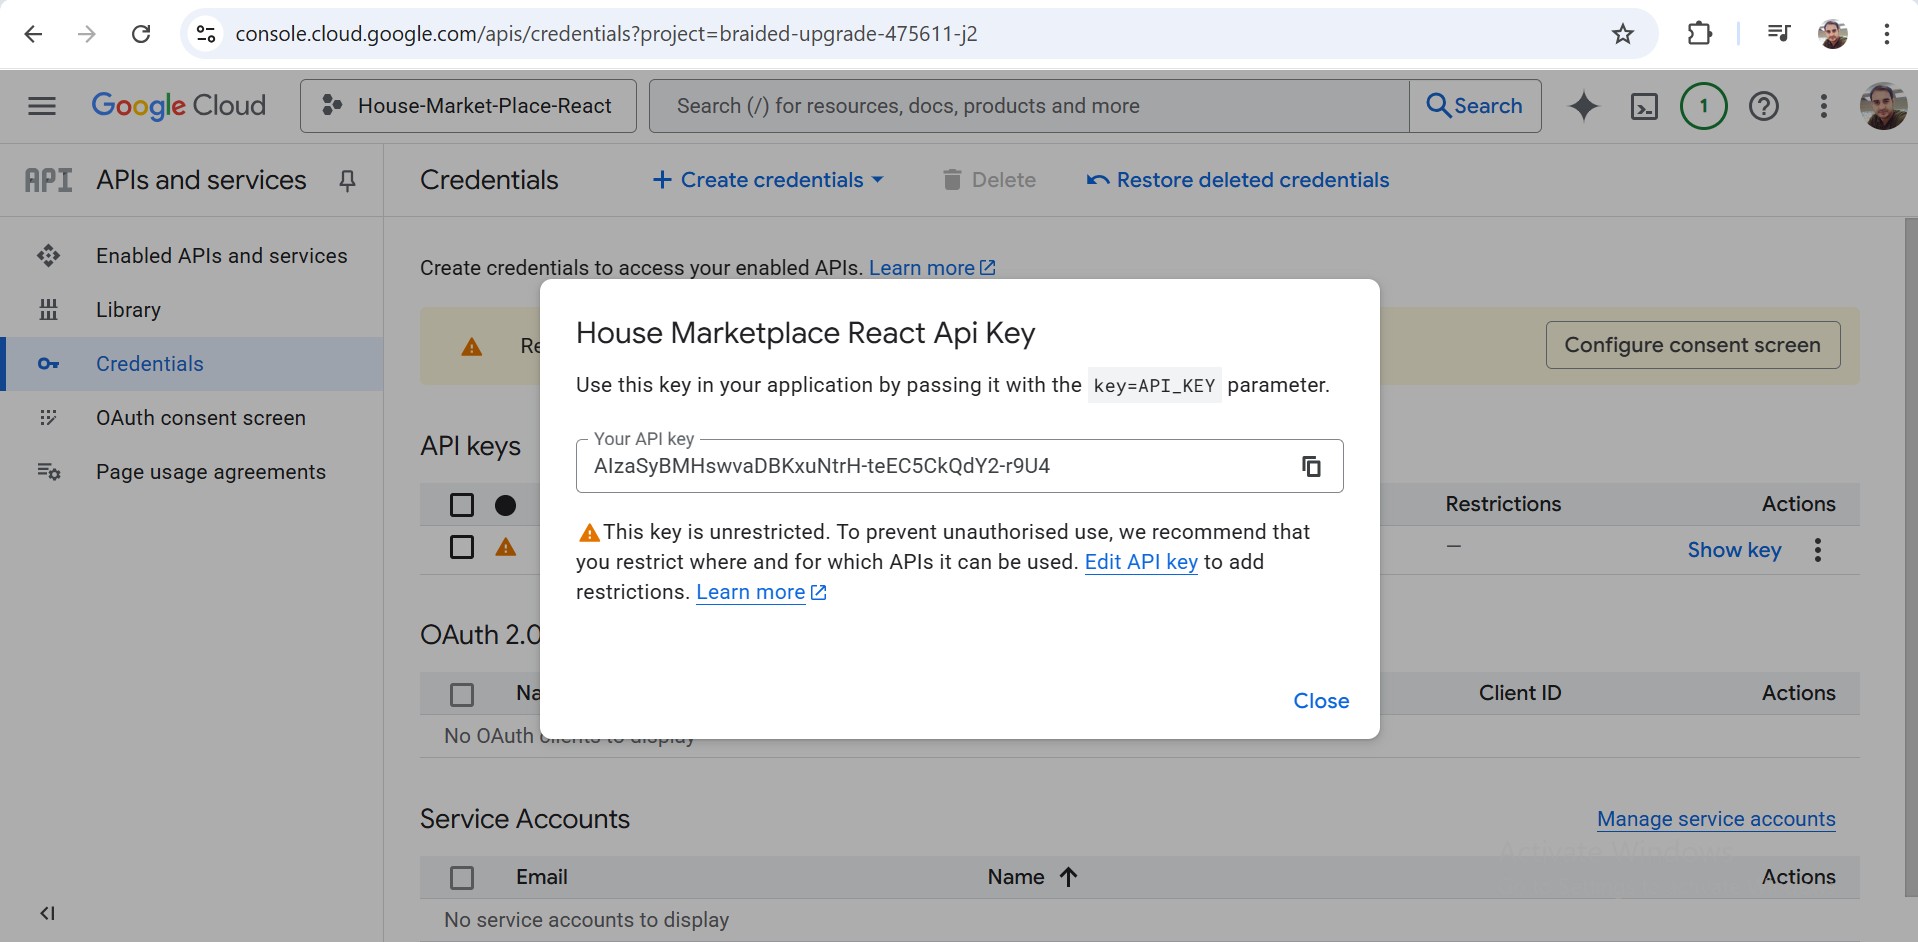 console.cloud.google.com/apis/credentials?project=braided-upgrade-475611-j2
Google Cloud
House-Market-Place-React
Search (/) for resources, docs, products and more
Search
1
API APIs and services
Credentials
Create credentials
Delete
Restore deleted credentials
Enabled APIs and services
Library
Credentials
OAuth consent screen
Page usage agreements
Create credentials to access your enabled APIs. Learn more
Re
Configure consent screen
House Marketplace React Api Key
Use this key in your application by passing it with the key=API_KEY parameter.
Your API key
AIzaSyBMHswvaDBKxuNtrH-teEC5CkQdY2-r9U4
This key is unrestricted. To prevent unauthorised use, we recommend that
you restrict where and for which APIs it can be used. Edit API key to add
restrictions. Learn more
Close
API keys
Restrictions
Actions
—
Show key
OAuth 2.0
Na
Client ID
Actions
No OAuth clients to display
Service Accounts
Manage service accounts
Activate Windows
Email
Name
Actions
No service accounts to display